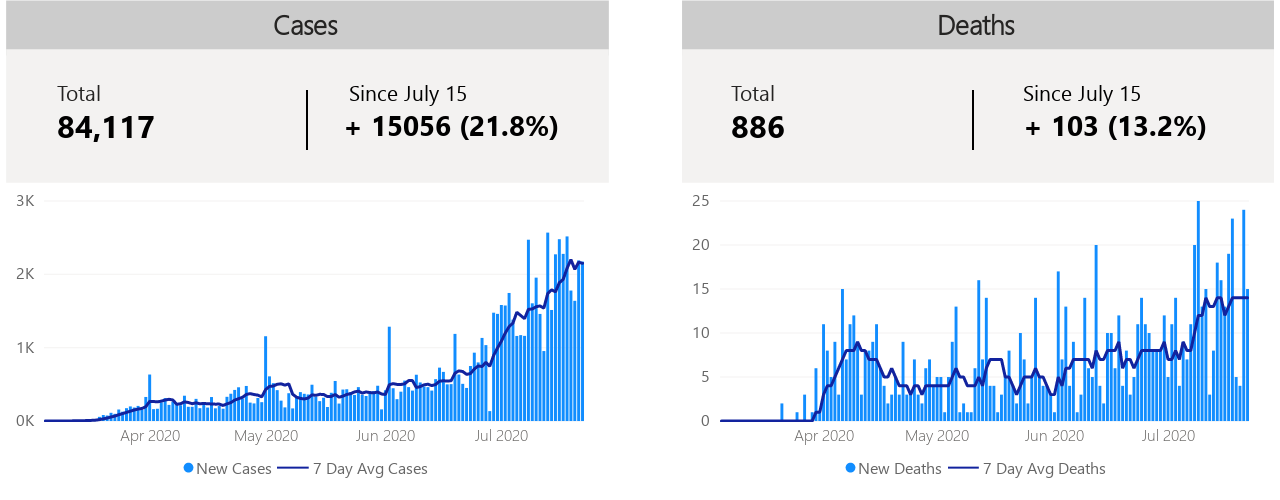 Cases
Total
84,117
Since July 15
+ 15056 (21.8%)
3K
2K
1K
0K
Apr 2020
May 2020
Jun 2020
Jul 2020
New Cases
7 Day Avg Cases
Deaths
Total
886
Since July 15
+ 103 (13.2%)
25
20
15
10
5
0
Apr 2020
May 2020
Jun 2020
Jul 2020
New Deaths
7 Day Avg Deaths